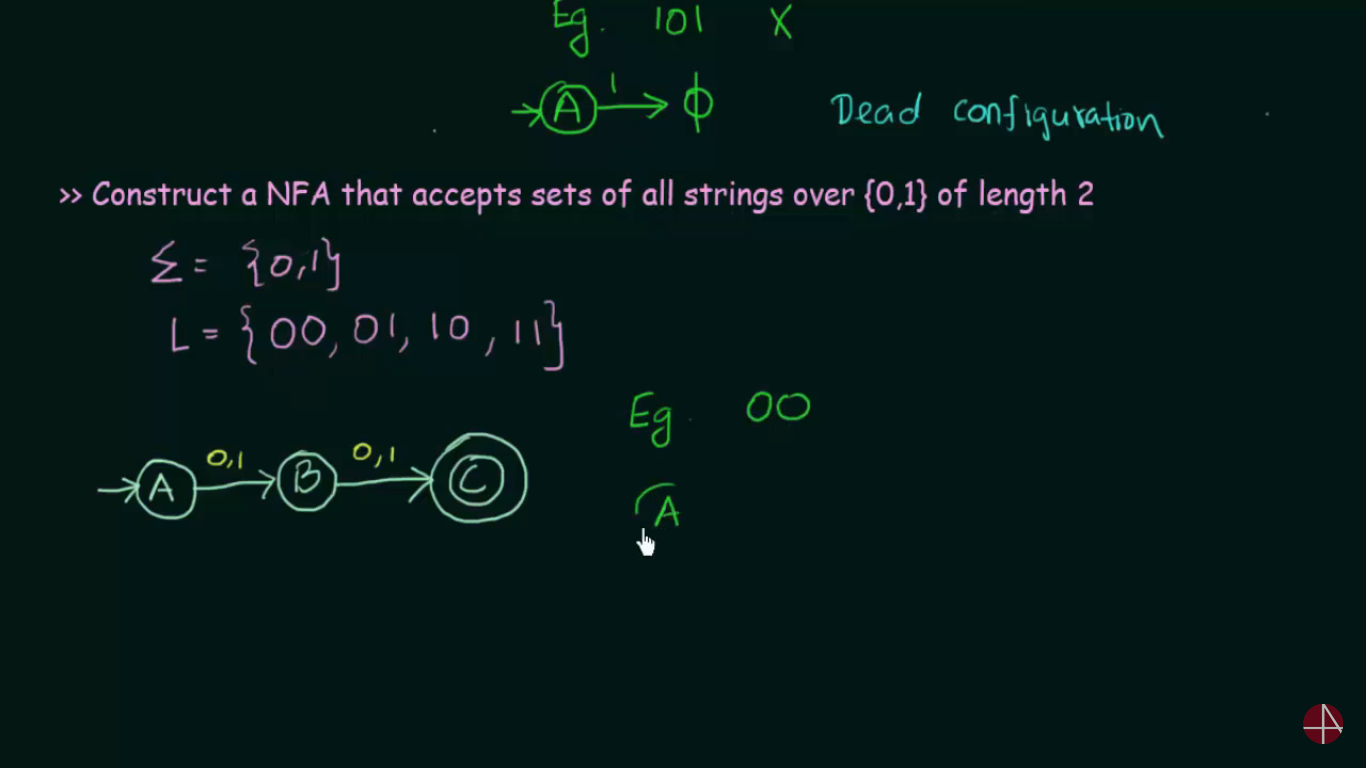 Eg. 101 X
A 1 ϕ Dead configuration
>> Construct a NFA that accepts sets of all strings over {0,1} of length 2
Σ = {0,1}
L = {00, 01, 10, 11}
Eg. 00
A 0,1 B 0,1 C
A